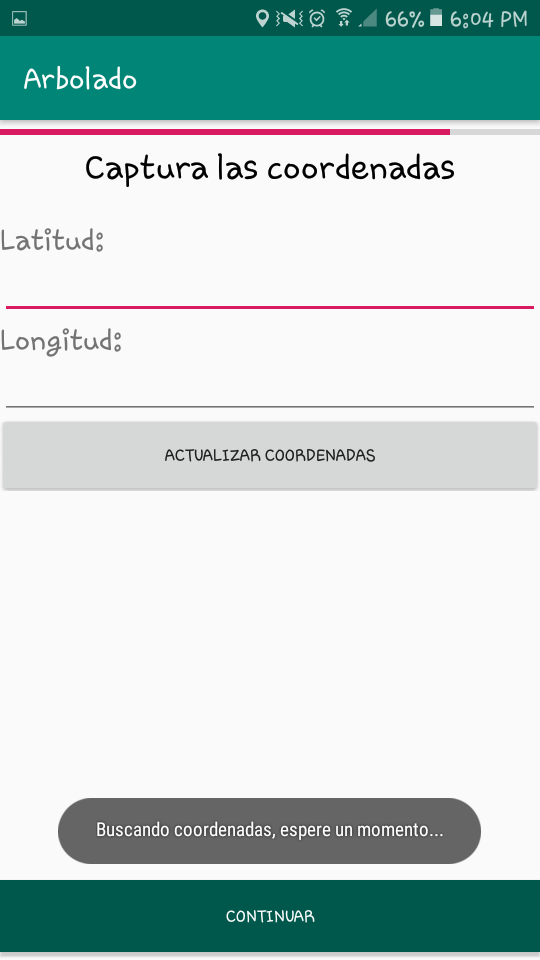 66% 6:04 PM
Arbolado
Captura las coordenadas
Latitud:
Longitud:
ACTUALIZAR COORDENADAS
Buscando coordenadas, espere un momento...
CONTINUAR